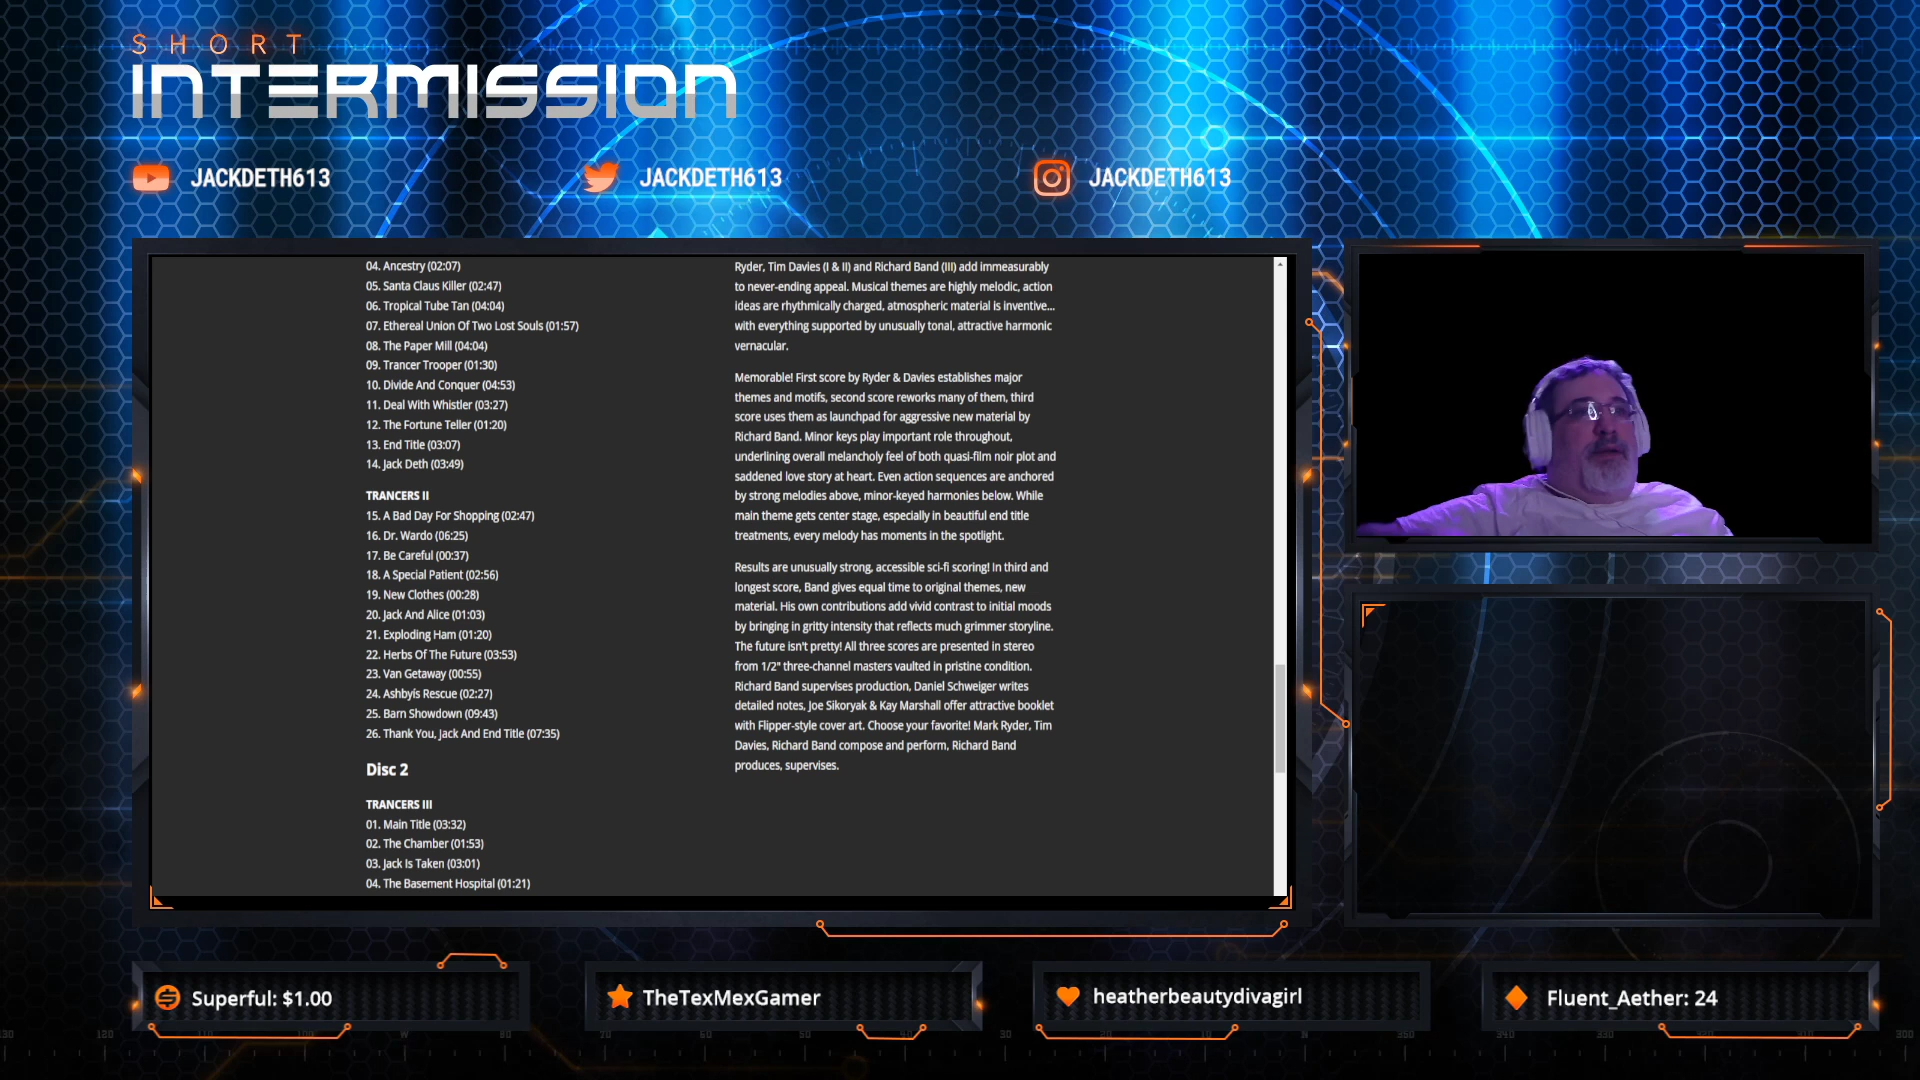 SHORT
INTERMISSION
JACKDETH613
JACKDETH613
JACKDETH613
04. Ancestry (02:07)
05. Santa Claus Killer (02:47)
06. Tropical Tube Tan (04:04)
07. Ethereal Union Of Two Lost Souls (01:57)
08. The Paper Mill (04:04)
09. Trancer Trooper (01:30)
10. Divide And Conquer (04:53)
11. Deal With Whistler (03:27)
12. The Fortune Teller (01:20)
13. End Title (03:07)
14. Jack Deth (03:49)
TRANCERS II
15. A Bad Day For Shopping (02:47)
16. Dr. Wardo (06:25)
17. Be Careful (00:37)
18. A Special Patient (02:56)
19. New Clothes (00:28)
20. Jack And Alice (01:03)
21. Exploding Ham (01:20)
22. Herbs Of The Future (03:53)
23. Van Getaway (00:55)
24. Ashbyís Rescue (02:27)
25. Barn Showdown (09:43)
26. Thank You, Jack And End Title (07:35)
Disc 2
TRANCERS III
01. Main Title (03:32)
02. The Chamber (01:53)
03. Jack Is Taken (03:01)
04. The Basement Hospital (01:21)
Ryder, Tim Davies (I & II) and Richard Band (III) add immeasurably
to never-ending appeal. Musical themes are highly melodic, action
ideas are rhythmically charged, atmospheric material is inventive...
with everything supported by unusually tonal, attractive harmonic
vernacular.
Memorable! First score by Ryder & Davies establishes major
themes and motifs, second score reworks many of them, third
score uses them as launchpad for aggressive new material by
Richard Band. Minor keys play important role throughout,
underlining overall melancholy feel of both quasi-film noir plot and
saddened love story at heart. Even action sequences are anchored
by strong melodies above, minor-keyed harmonies below. While
main theme gets center stage, especially in beautiful end title
treatments, every melody has moments in the spotlight.
Results are unusually strong, accessible sci-fi scoring! In third and
longest score, Band gives equal time to original themes, new
material. His own contributions add vivid contrast to initial moods
by bringing in gritty intensity that reflects much grimmer storyline.
The future isn't pretty! All three scores are presented in stereo
from 1/2" three-channel masters vaulted in pristine condition.
Richard Band supervises production, Daniel Schweiger writes
detailed notes, Joe Sikoryak & Kay Marshall offer attractive booklet
with Flipper-style cover art. Choose your favorite! Mark Ryder, Tim
Davies, Richard Band compose and perform, Richard Band
produces, supervises.
Superful: $1.00
TheTexMexGamer
heatherbeautydivagirl
Fluent_Aether: 24